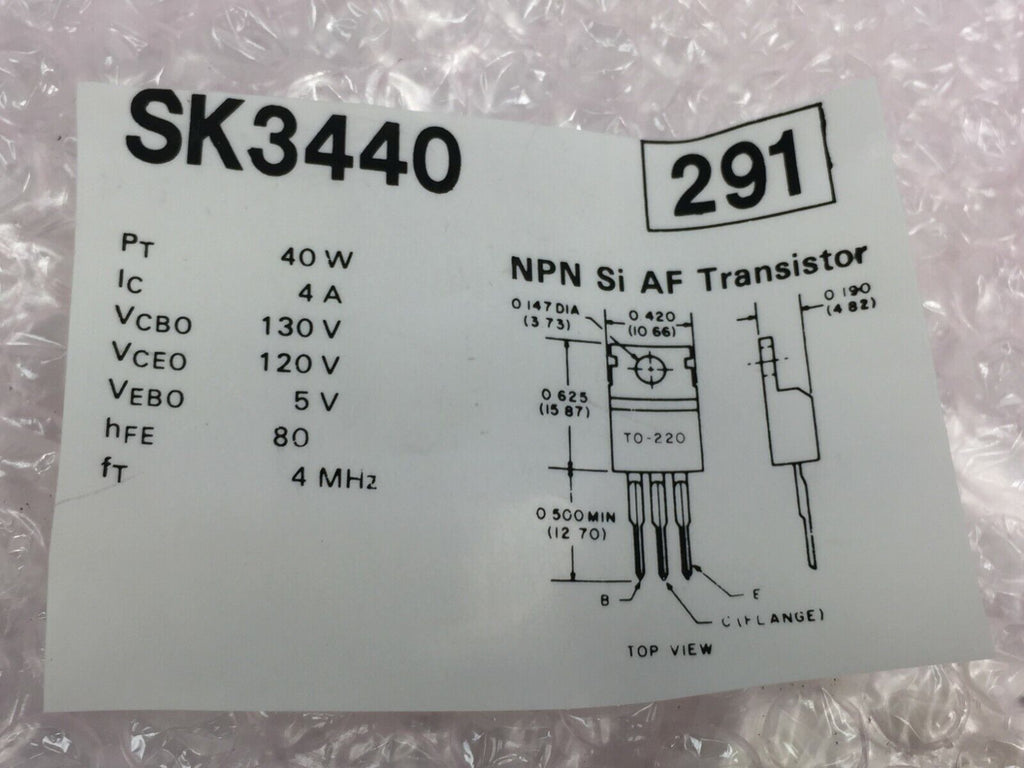 SK3440
291
PT 40 W
IC 4 A
VCBO 130 V
VCEO 120 V
VEBO 5 V
hFE 80
fT 4 MHz
NPN Si AF Transistor
0.147 DIA
(3.73)
0.420
(10.66)
0.190
(4.82)
0.625
(15.87)
TO-220
0.500 MIN
(12.70)
B
E
C (FLANGE)
TOP VIEW